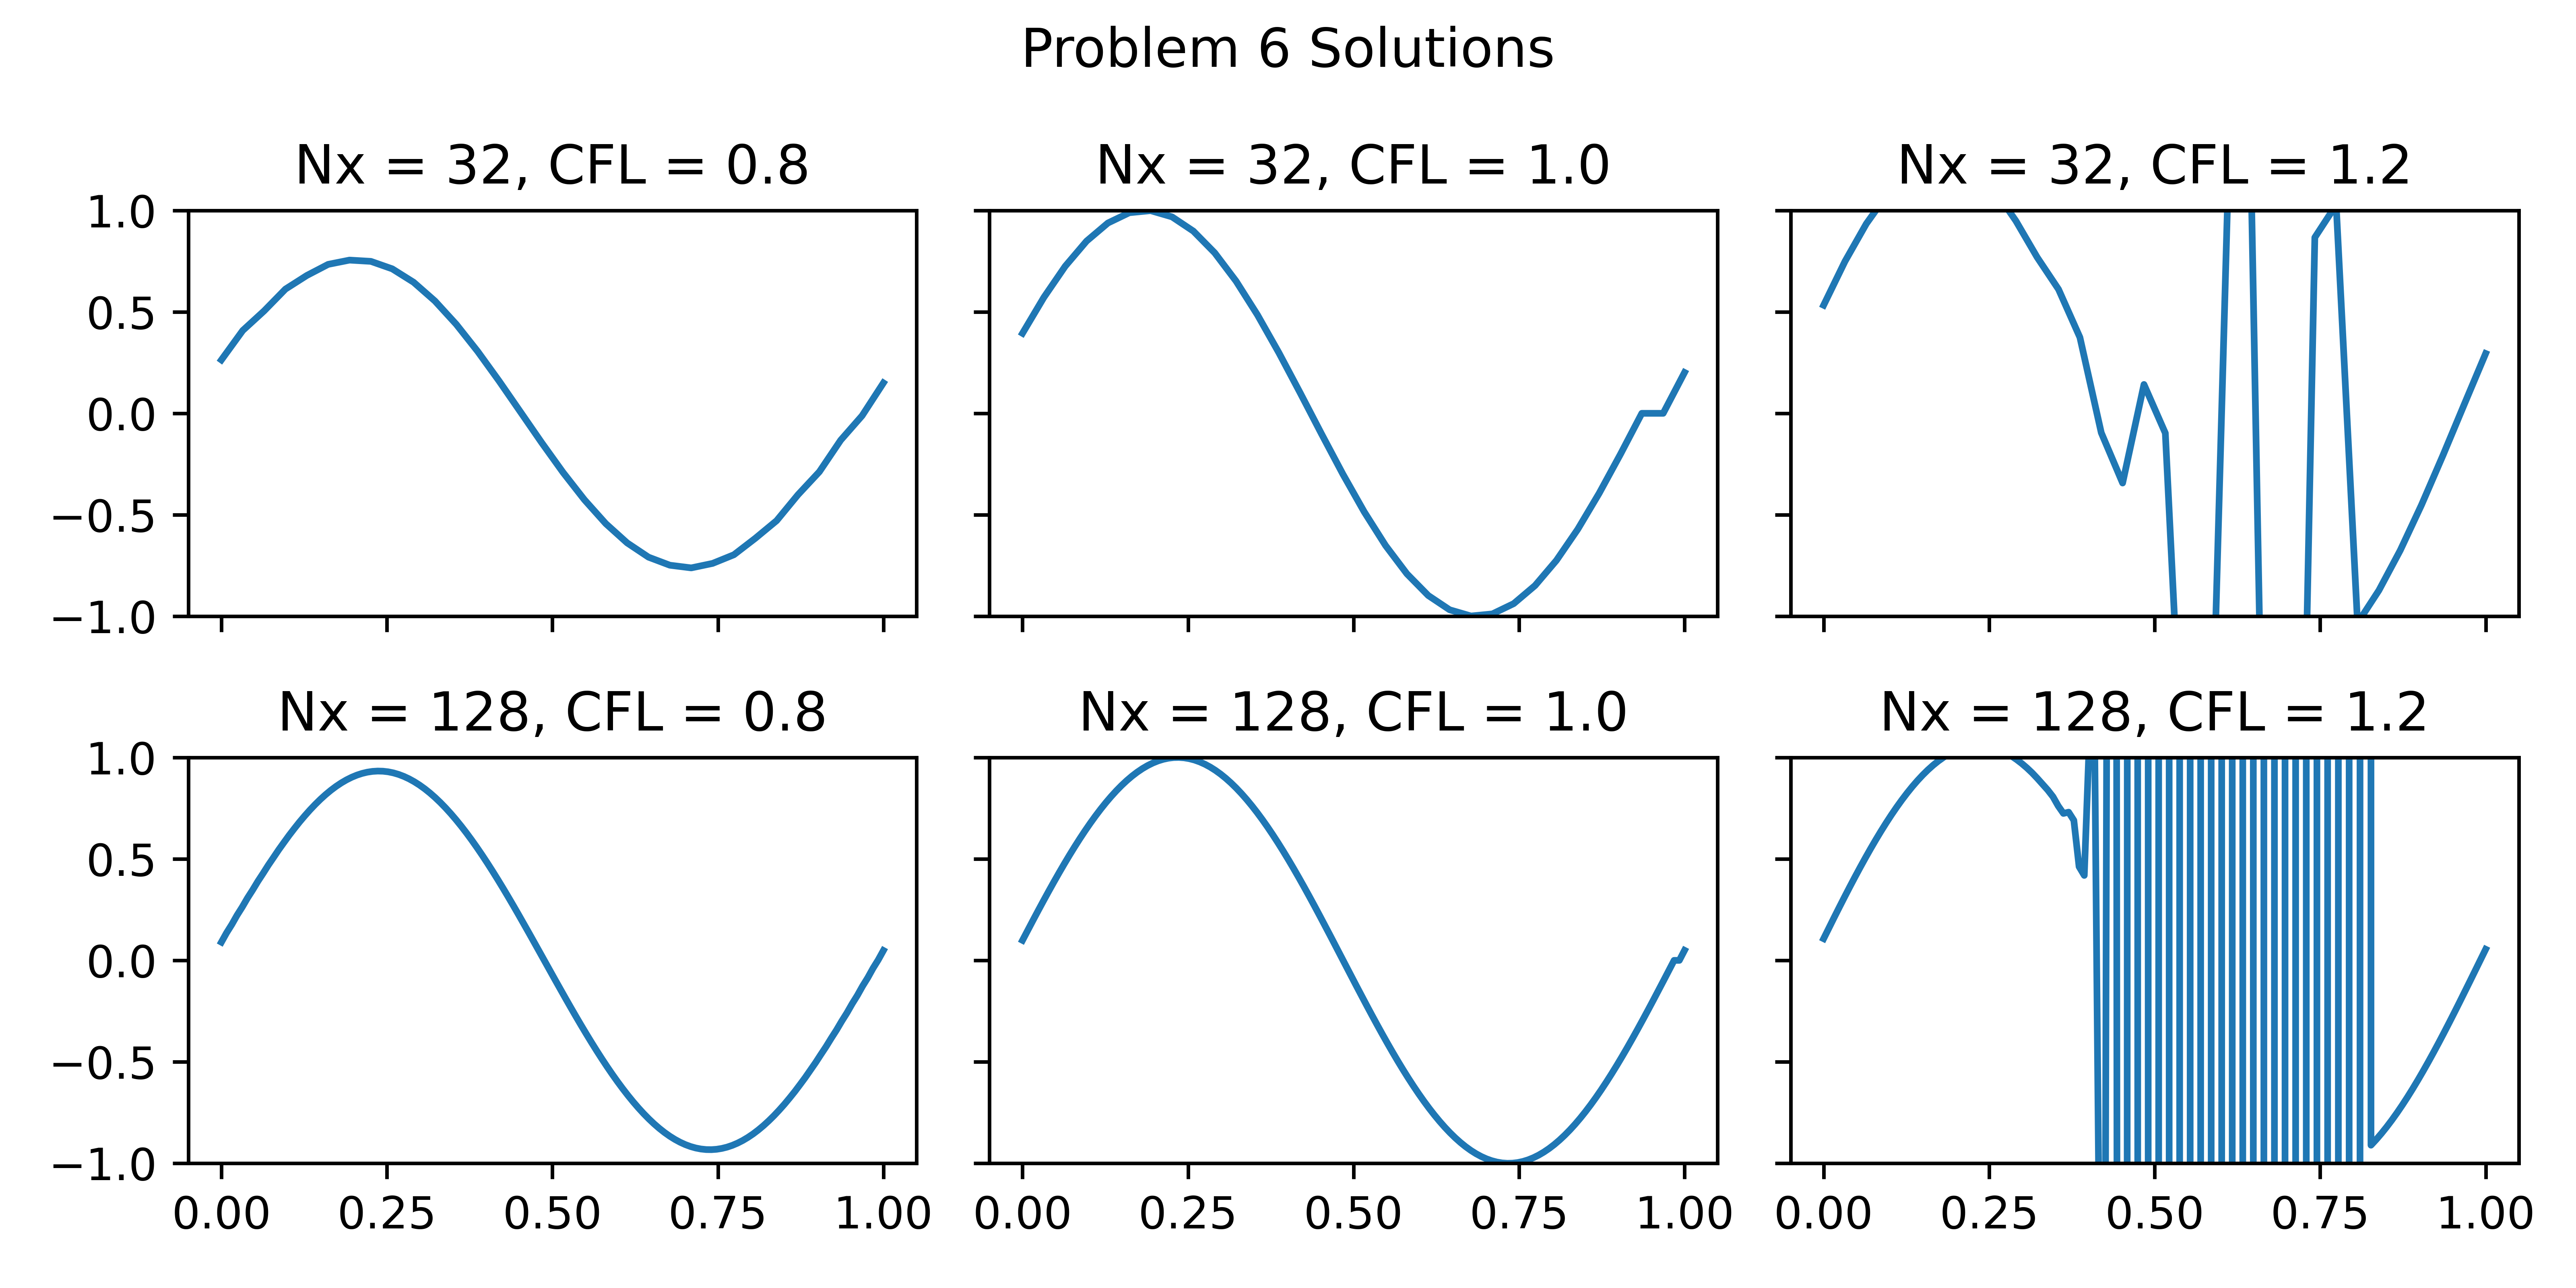 Problem 6 Solutions
Nx = 32, CFL = 0.8
Nx = 32, CFL = 1.0
Nx = 32, CFL = 1.2
1.0
0.5
0.0
−0.5
−1.0
Nx = 128, CFL = 0.8
Nx = 128, CFL = 1.0
Nx = 128, CFL = 1.2
1.0
0.5
0.0
−0.5
−1.0
0.00 0.25 0.50 0.75 1.00
0.00 0.25 0.50 0.75 1.00
0.00 0.25 0.50 0.75 1.00